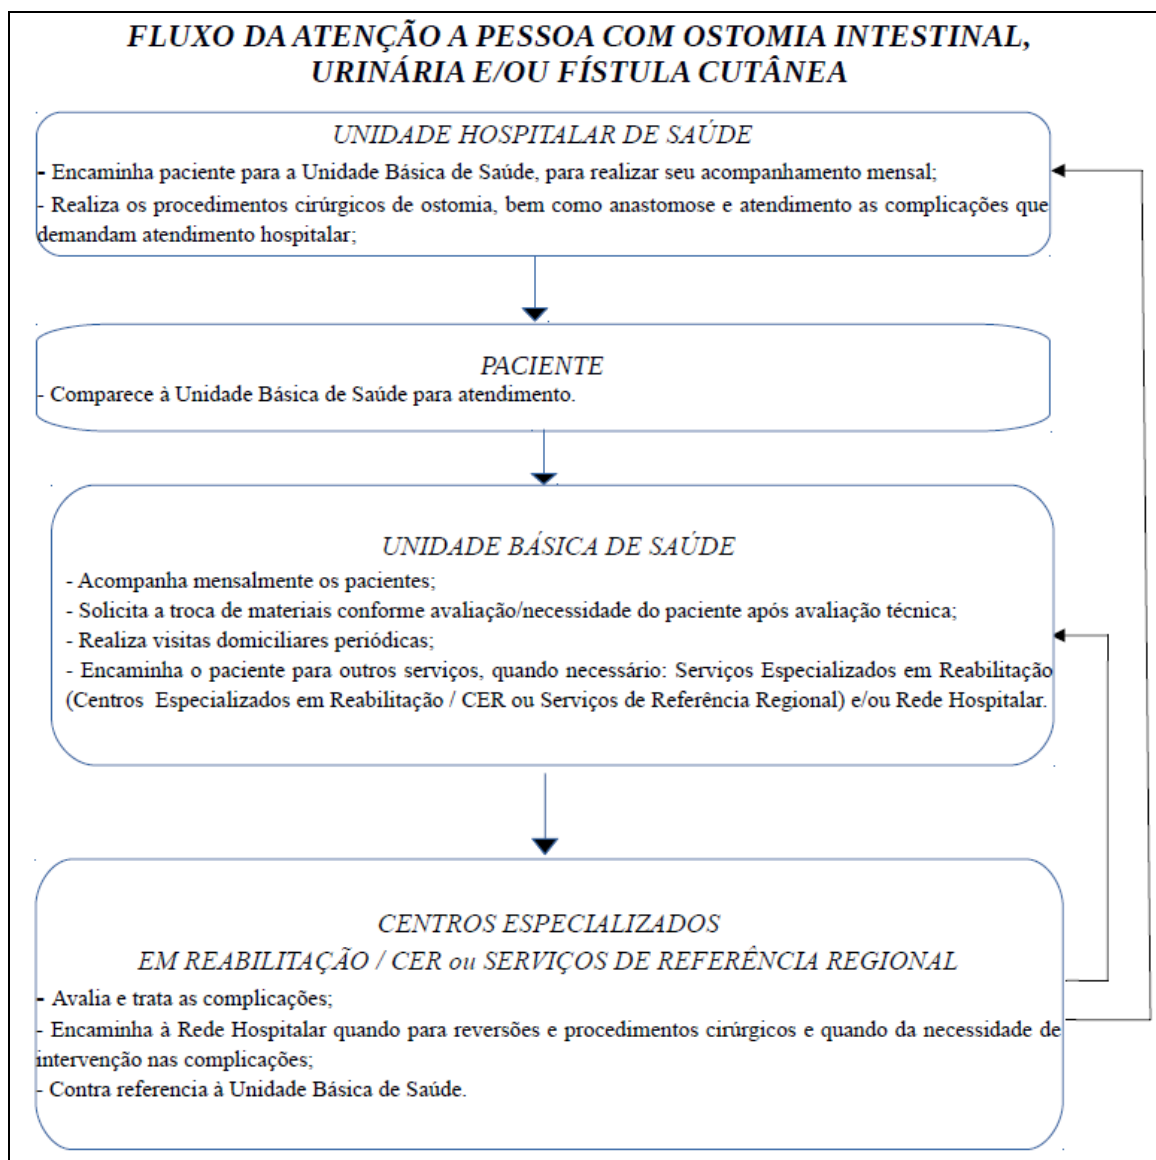 FLUXO DA ATENÇÃO A PESSOA COM OSTOMIA INTESTINAL,
URINÁRIA E/OU FÍSTULA CUTÂNEA
UNIDADE HOSPITALAR DE SAÚDE
- Encaminha paciente para a Unidade Básica de Saúde, para realizar seu acompanhamento mensal;
- Realiza os procedimentos cirúrgicos de ostomia, bem como anastomose e atendimento as complicações que
demandam atendimento hospitalar;
PACIENTE
- Comparece à Unidade Básica de Saúde para atendimento.
UNIDADE BÁSICA DE SAÚDE
- Acompanha mensalmente os pacientes;
- Solicita a troca de materiais conforme avaliação/necessidade do paciente após avaliação técnica;
- Realiza visitas domiciliares periódicas;
- Encaminha o paciente para outros serviços, quando necessário: Serviços Especializados em Reabilitação
(Centros Especializados em Reabilitação / CER ou Serviços de Referência Regional) e/ou Rede Hospitalar.
CENTROS ESPECIALIZADOS
EM REABILITAÇÃO / CER ou SERVIÇOS DE REFERÊNCIA REGIONAL
- Avalia e trata as complicações;
- Encaminha à Rede Hospitalar quando para reversões e procedimentos cirúrgicos e quando da necessidade de
intervenção nas complicações;
- Contra referencia à Unidade Básica de Saúde.